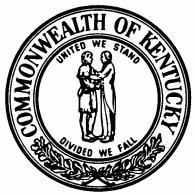 COMMONWEALTH OF KENTUCKY
UNITED WE STAND
DIVIDED WE FALL